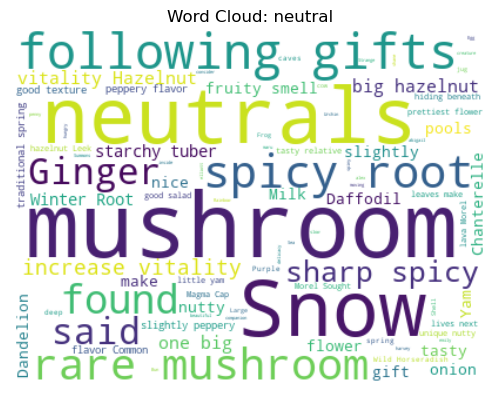 Word Cloud: neutral
following gifts
vitality Hazelnut
caves
big hazelnut
good texture
peppery flavor
fruity smell
hiding beneath
neutrals
prettiest flower
traditional spring
hazelnut Leek
Frog
pools
starchy tuber
tasty relative
slightly
Ginger
spicy root
Chanterelle
nice
Winter Root
good salad
Milk
Daffodil
leaves make
lava Morel
mushroom
Snow
increase vitality
Purple
sharp spicy
make
little yam
Morel Sought
Yam
found
nutty
Magma Cap
Large
Shell
Dandelion
deep
said
slightly peppery
one big
flower
lives next
unique nutty
flavor Common
spring
tasty
rare mushroom
Wild Horseradish
gift
onion